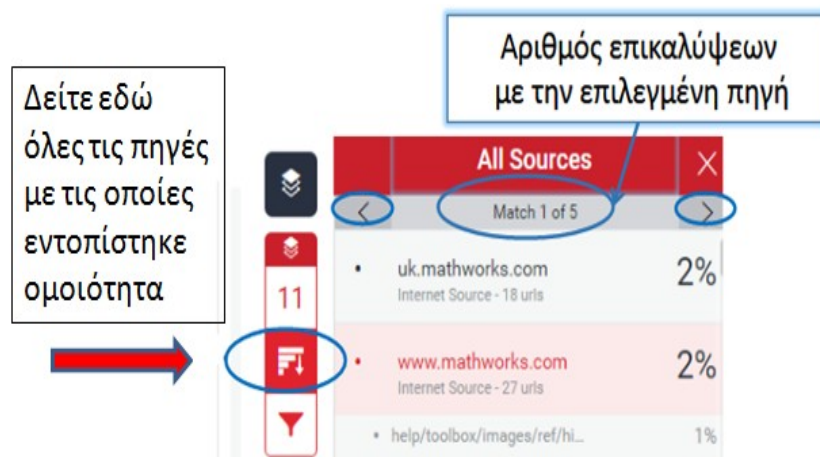 Αριθμός επικαλύψεων
με την επιλεγμένη πηγή
Δείτε εδώ
όλες τις πηγές
με τις οποίες
εντοπίστηκε
ομοιότητα
All Sources
Match 1 of 5
11
uk.mathworks.com
2%
Internet Source - 18 urls
www.mathworks.com
2%
Internet Source - 27 urls
help/toolbox/images/ref/hi...
1%